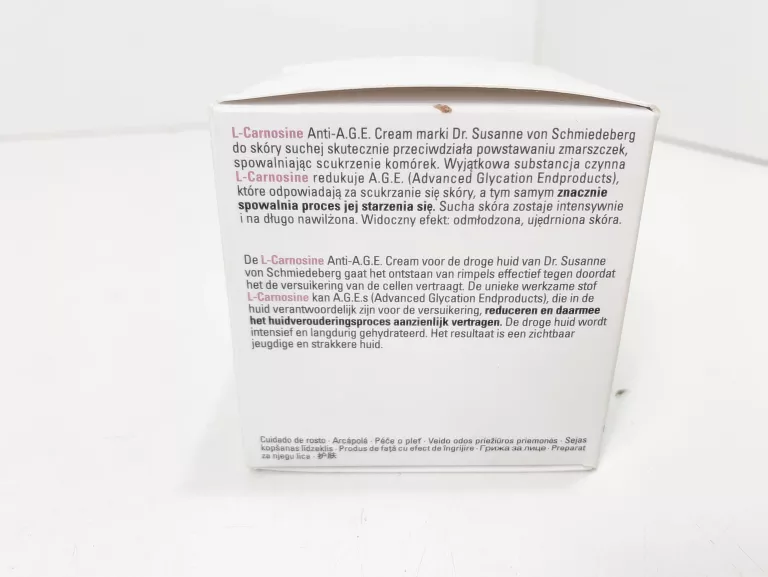 L-Carnosine Anti-A.G.E. Cream marki Dr. Susanne von Schmiedeberg
do skóry suchej skutecznie przeciwdziała powstawaniu zmarszczek,
spowalniając scukrzenie komórek. Wyjątkowa substancja czynna
L-Carnosine redukuje A.G.E. (Advanced Glycation Endproducts),
które odpowiadają za scukrzanie się skóry, a tym samym znacznie
spowalnia proces jej starzenia się. Sucha skóra zostaje intensywnie
i na długo nawilżona. Widoczny efekt: odmłodzona, ujędrniona skóra.
De L-Carnosine Anti-A.G.E. Cream voor de droge huid van Dr. Susanne
von Schmiedeberg gaat het ontstaan van rimpels effectief tegen doordat
het de versuikering van de cellen vertraagt. De unieke werkzame stof
L-Carnosine kan A.G.E.s (Advanced Glycation Endproducts), die in de
huid verantwoordelijk zijn voor de versuikering, reduceren en daarmee
het huidverouderingsproces aanzienlijk vertragen. De droge huid wordt
intensief en langdurig gehydrateerd. Het resultaat is een zichtbaar
jeugdige en strakkere huid.
Cuidado de rosto · Arcápolá · Péče o pleť · Veido odos priežiūros priemonės · Sejas
kopšanas līdzeklis · Produs de față cu efect de îngrijire · Грижа за лице · Preparat
za njegu lica · 护肤